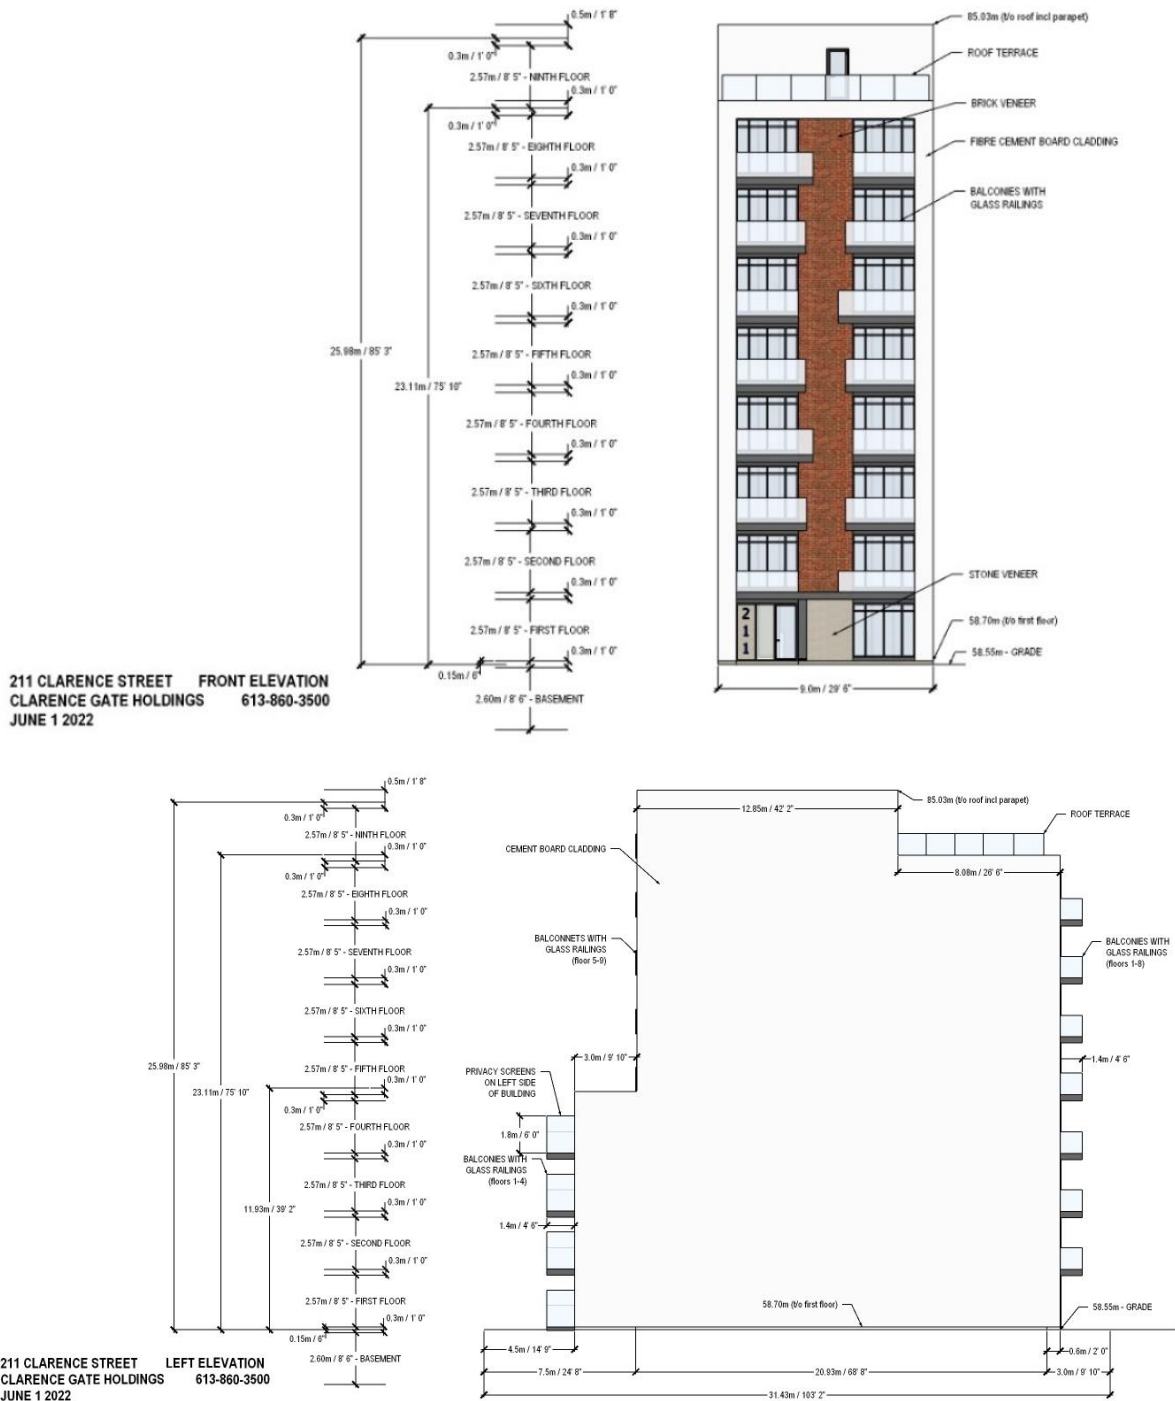 0.5m / 1' 8"
85.03m (t/o roof incl parapet)
0.3m / 1' 0"
ROOF TERRACE
2.57m / 8' 5" - NINTH FLOOR
0.3m / 1' 0"
BRICK VENEER
0.3m / 1' 0"
2.57m / 8' 5" - EIGHTH FLOOR
FIBRE CEMENT BOARD CLADDING
0.3m / 1' 0"
BALCONIES WITH
GLASS RAILINGS
2.57m / 8' 5" - SEVENTH FLOOR
0.3m / 1' 0"
2.57m / 8' 5" - SIXTH FLOOR
0.3m / 1' 0"
25.98m / 85' 3"
2.57m / 8' 5" - FIFTH FLOOR
0.3m / 1' 0"
23.11m / 75' 10"
2.57m / 8' 5" - FOURTH FLOOR
0.3m / 1' 0"
2.57m / 8' 5" - THIRD FLOOR
0.3m / 1' 0"
2.57m / 8' 5" - SECOND FLOOR
STONE VENEER
0.3m / 1' 0"
2
1
1
58.70m (t/o first floor)
2.57m / 8' 5" - FIRST FLOOR
0.3m / 1' 0"
58.55m - GRADE
0.15m / 6"
2.60m / 8' 6" - BASEMENT
9.0m / 29' 6"
211 CLARENCE STREET FRONT ELEVATION
CLARENCE GATE HOLDINGS 613-860-3500
JUNE 1 2022
0.5m / 1' 8"
85.03m (t/o roof incl parapet)
12.85m / 42' 2"
0.3m / 1' 0"
ROOF TERRACE
2.57m / 8' 5" - NINTH FLOOR
0.3m / 1' 0"
CEMENT BOARD CLADDING
0.3m / 1' 0"
8.08m / 26' 6"
2.57m / 8' 5" - EIGHTH FLOOR
0.3m / 1' 0"
BALCONNETS WITH
GLASS RAILINGS
(floor 5-9)
BALCONIES WITH
GLASS RAILINGS
(floors 1-8)
2.57m / 8' 5" - SEVENTH FLOOR
0.3m / 1' 0"
2.57m / 8' 5" - SIXTH FLOOR
0.3m / 1' 0"
3.0m / 9' 10"
1.4m / 4' 6"
25.98m / 85' 3"
2.57m / 8' 5" - FIFTH FLOOR
0.3m / 1' 0"
PRIVACY SCREENS
ON LEFT SIDE
OF BUILDING
23.11m / 75' 10"
0.3m / 1' 0"
2.57m / 8' 5" - FOURTH FLOOR
1.8m / 6' 0"
0.3m / 1' 0"
BALCONIES WITH
GLASS RAILINGS
(floors 1-4)
2.57m / 8' 5" - THIRD FLOOR
0.3m / 1' 0"
11.93m / 39' 2"
1.4m / 4' 6"
2.57m / 8' 5" - SECOND FLOOR
0.3m / 1' 0"
2.57m / 8' 5" - FIRST FLOOR
58.70m (t/o first floor)
58.55m - GRADE
0.3m / 1' 0"
0.15m / 6"
4.5m / 14' 9"
0.6m / 2' 0"
2.60m / 8' 6" - BASEMENT
7.5m / 24' 8"
20.93m / 68' 8"
3.0m / 9' 10"
31.43m / 103' 2"
211 CLARENCE STREET LEFT ELEVATION
CLARENCE GATE HOLDINGS 613-860-3500
JUNE 1 2022